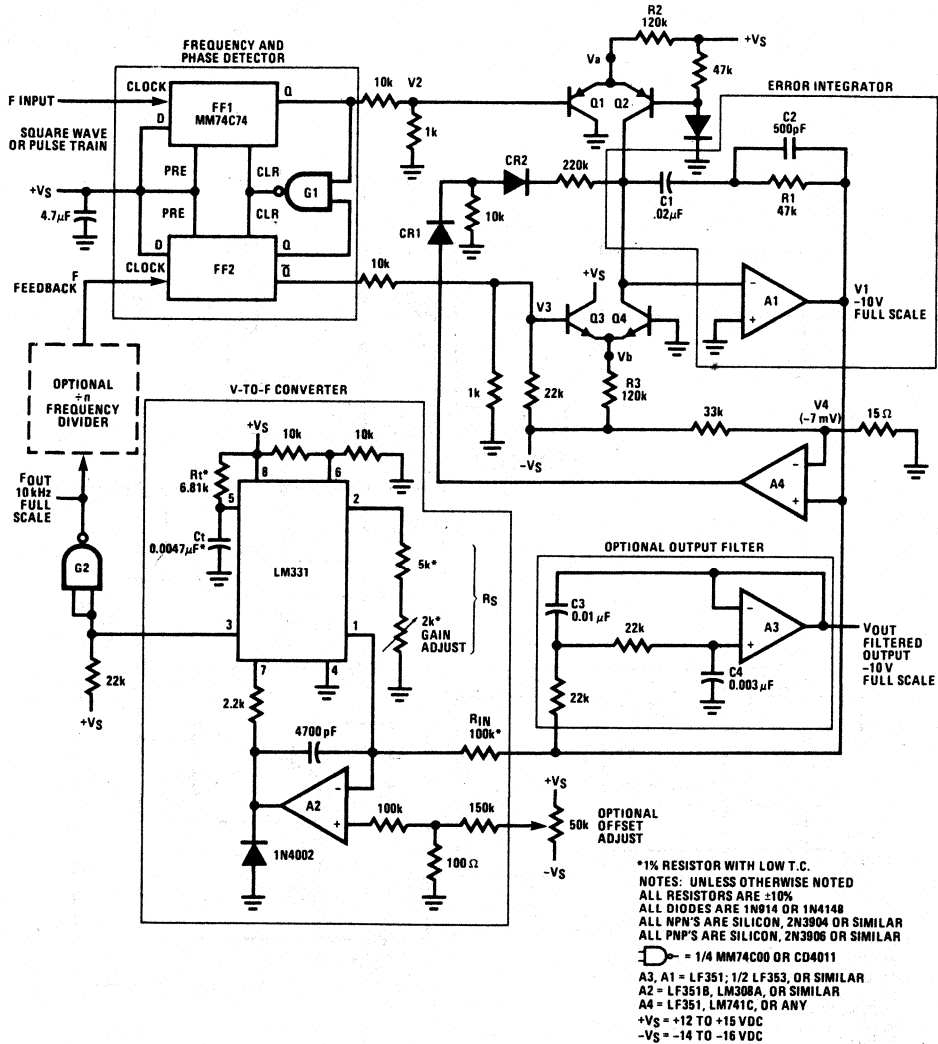 FREQUENCY AND
PHASE DETECTOR
CLOCK
F INPUT
D
FF1
MM74C74
Q
SQUARE WAVE
OR PULSE TRAIN
PRE
CLR
+VS
4.7μF
G1
PRE
CLR
D
CLOCK
F
FEEDBACK
FF2
Q
Q̅
10k
V2
1k
R2
120k
+VS
Va
47k
Q1
Q2
ERROR INTEGRATOR
C2
500pF
CR2
220k
C1
.02μF
R1
47k
CR1
10k
10k
V3
+VS
Q3
Q4
Vb
R3
120k
−
+
A1
V1
−10V
FULL SCALE
1k
22k
−VS
33k
V4
(−7 mV)
15Ω
−
+
A4
OPTIONAL
÷n
FREQUENCY
DIVIDER
FOUT
10 kHz
FULL
SCALE
G2
22k
+VS
V-TO-F CONVERTER
+VS
10k
10k
Rt*
6.81k
5
8
6
2
Ct
0.0047μF*
LM331
5k*
2k*
GAIN
ADJUST
RS
3
1
7
4
2.2k
4700 pF
RIN
100k*
A2
−
+
1N4002
100k
150k
100Ω
+VS
50k
−VS
OPTIONAL
OFFSET
ADJUST
OPTIONAL OUTPUT FILTER
C3
0.01 μF
22k
−
+
A3
C4
0.003 μF
22k
VOUT
FILTERED
OUTPUT
−10V
FULL SCALE
*1% RESISTOR WITH LOW T.C.
NOTES: UNLESS OTHERWISE NOTED
ALL RESISTORS ARE ±10%
ALL DIODES ARE 1N914 OR 1N4148
ALL NPN'S ARE SILICON, 2N3904 OR SIMILAR
ALL PNP'S ARE SILICON, 2N3906 OR SIMILAR
= 1/4 MM74C00 OR CD4011
A3, A1 = LF351; 1/2 LF353, OR SIMILAR
A2 = LF351B, LM308A, OR SIMILAR
A4 = LF351, LM741C, OR ANY
+VS = +12 TO +15 VDC
−VS = −14 TO −16 VDC